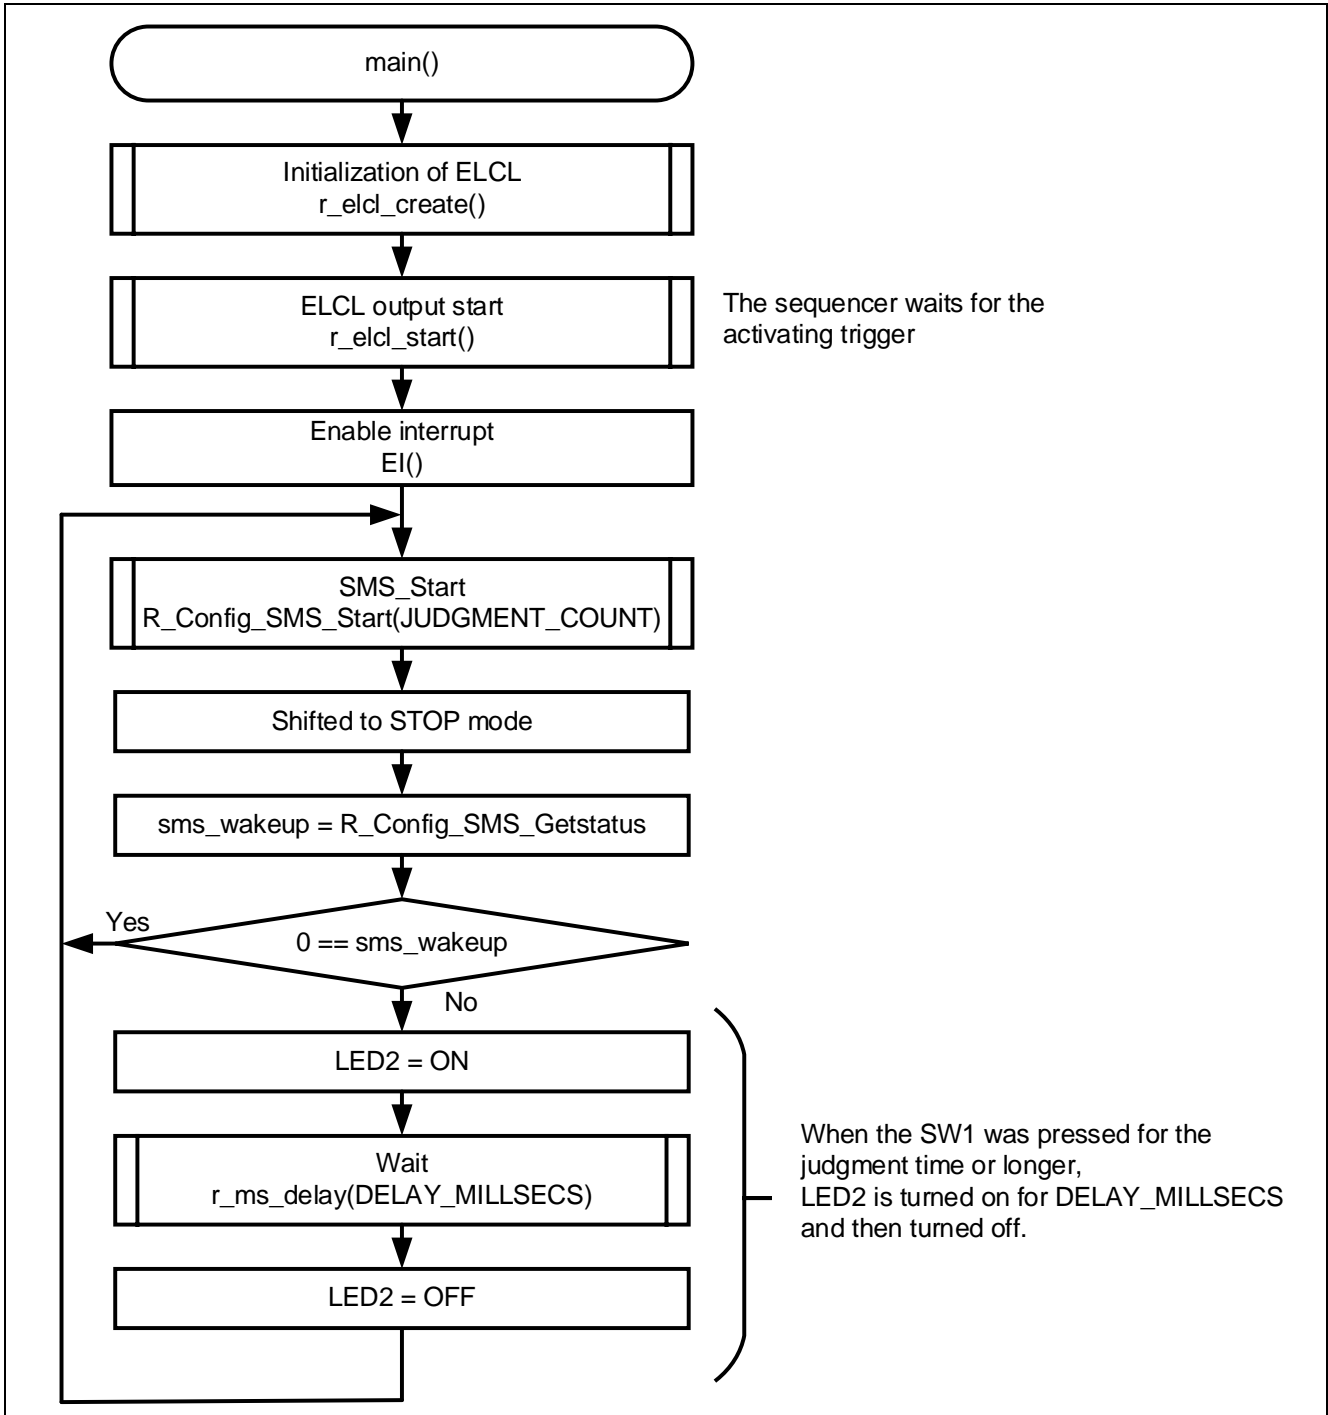 main()
Initialization of ELCL
r_elcl_create()
ELCL output start
r_elcl_start()
The sequencer waits for the
activating trigger
Enable interrupt
EI()
SMS_Start
R_Config_SMS_Start(JUDGMENT_COUNT)
Shifted to STOP mode
sms_wakeup = R_Config_SMS_Getstatus
Yes
0 == sms_wakeup
No
LED2 = ON
Wait
r_ms_delay(DELAY_MILLSECS)
When the SW1 was pressed for the
judgment time or longer,
LED2 is turned on for DELAY_MILLSECS
and then turned off.
LED2 = OFF